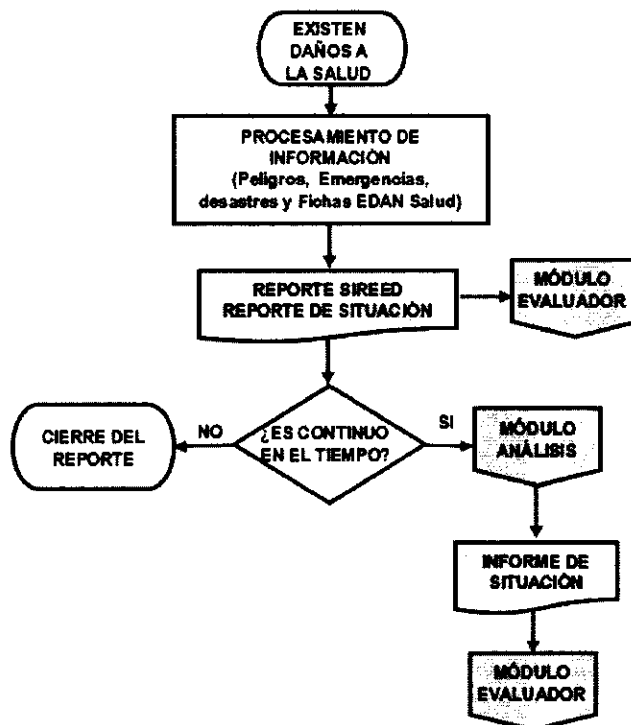 EXISTEN
DAÑOS A
LA SALUD
PROCESAMIENTO DE
INFORMACIÓN
(Peligros, Emergencias,
desastres y Fichas EDAN Salud)
REPORTE SIREED
REPORTE DE SITUACIÓN
MÓDULO
EVALUADOR
CIERRE DEL
REPORTE
NO
¿ES CONTINUO
EN EL TIEMPO?
SI
MÓDULO
ANÁLISIS
INFORME DE
SITUACIÓN
MÓDULO
EVALUADOR